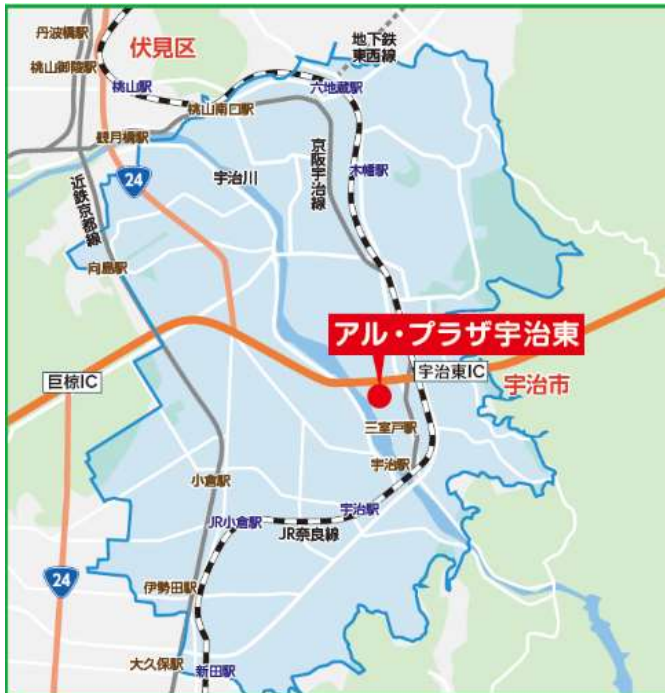 丹波橋駅
伏見区
地下鉄
東西線
桃山御陵駅
桃山駅
六地蔵駅
桃山南口駅
観月橋駅
京阪宇治線
木幡駅
24
宇治川
近鉄京都線
向島駅
アル・プラザ宇治東
巨椋IC
宇治東IC
宇治市
三室戸駅
宇治駅
小倉駅
宇治駅
JR小倉駅
JR奈良線
24
伊勢田駅
大久保駅
新田駅